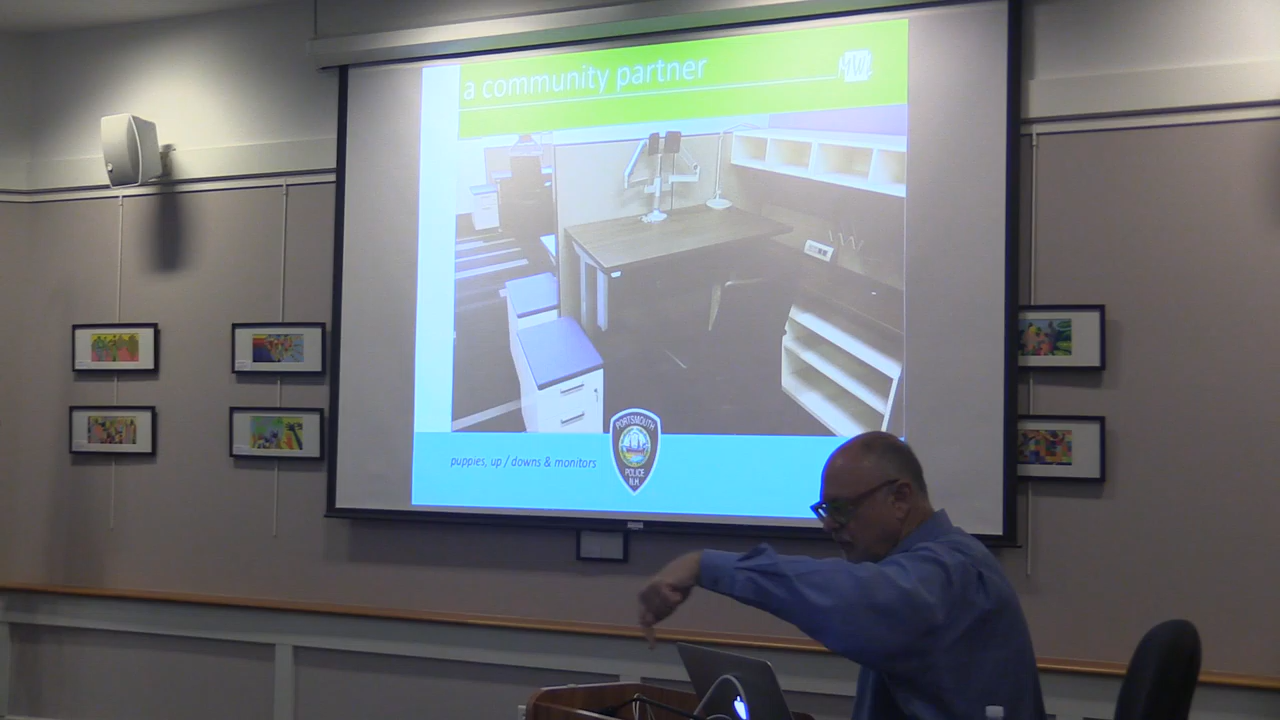 a community partner
MW
puppies, up / downs & monitors
PORTSMOUTH
POLICE
N.H.